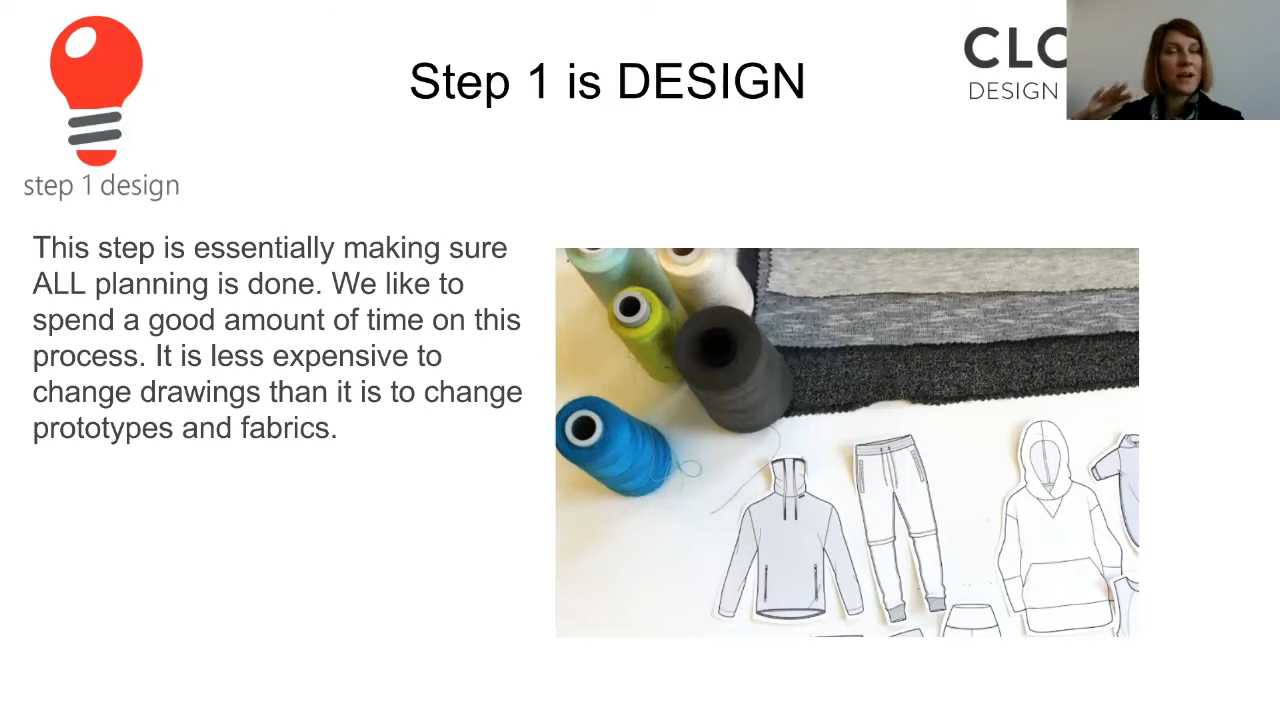 Step 1 is DESIGN
DESIGN
step 1 design
This step is essentially making sure
ALL planning is done. We like to
spend a good amount of time on this
process. It is less expensive to
change drawings than it is to change
prototypes and fabrics.